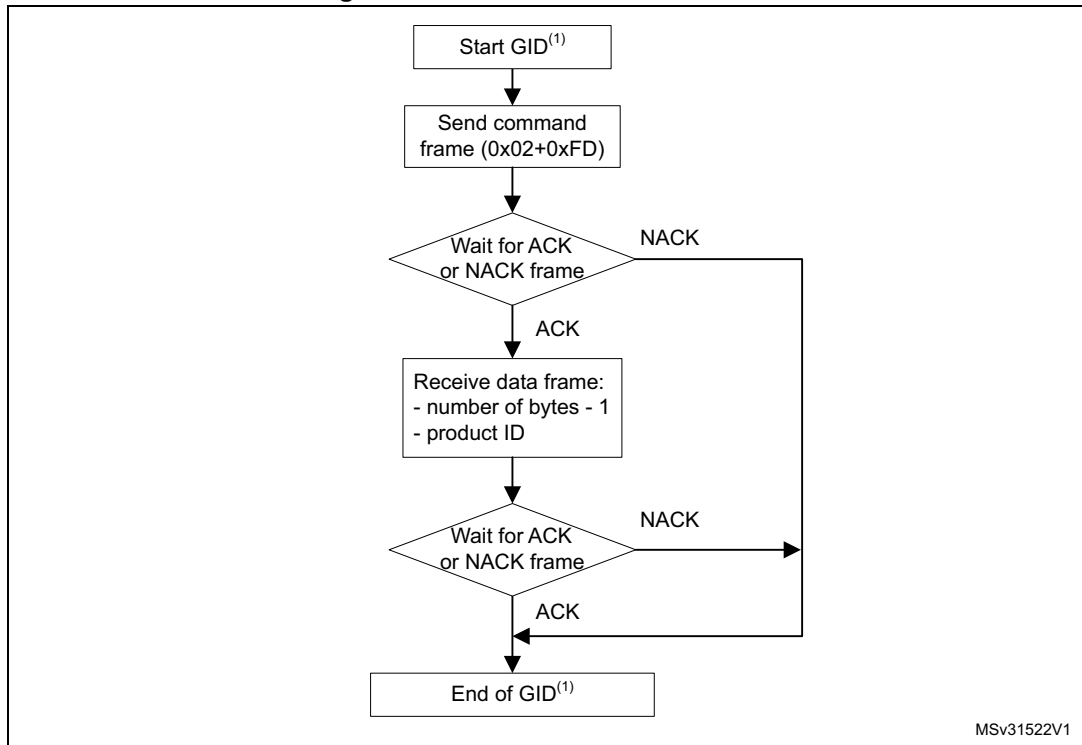 Start GID(1)
Send command
frame (0x02+0xFD)
Wait for ACK
or NACK frame
NACK
ACK
Receive data frame:
- number of bytes - 1
- product ID
Wait for ACK
or NACK frame
NACK
ACK
End of GID(1)
MSv31522V1